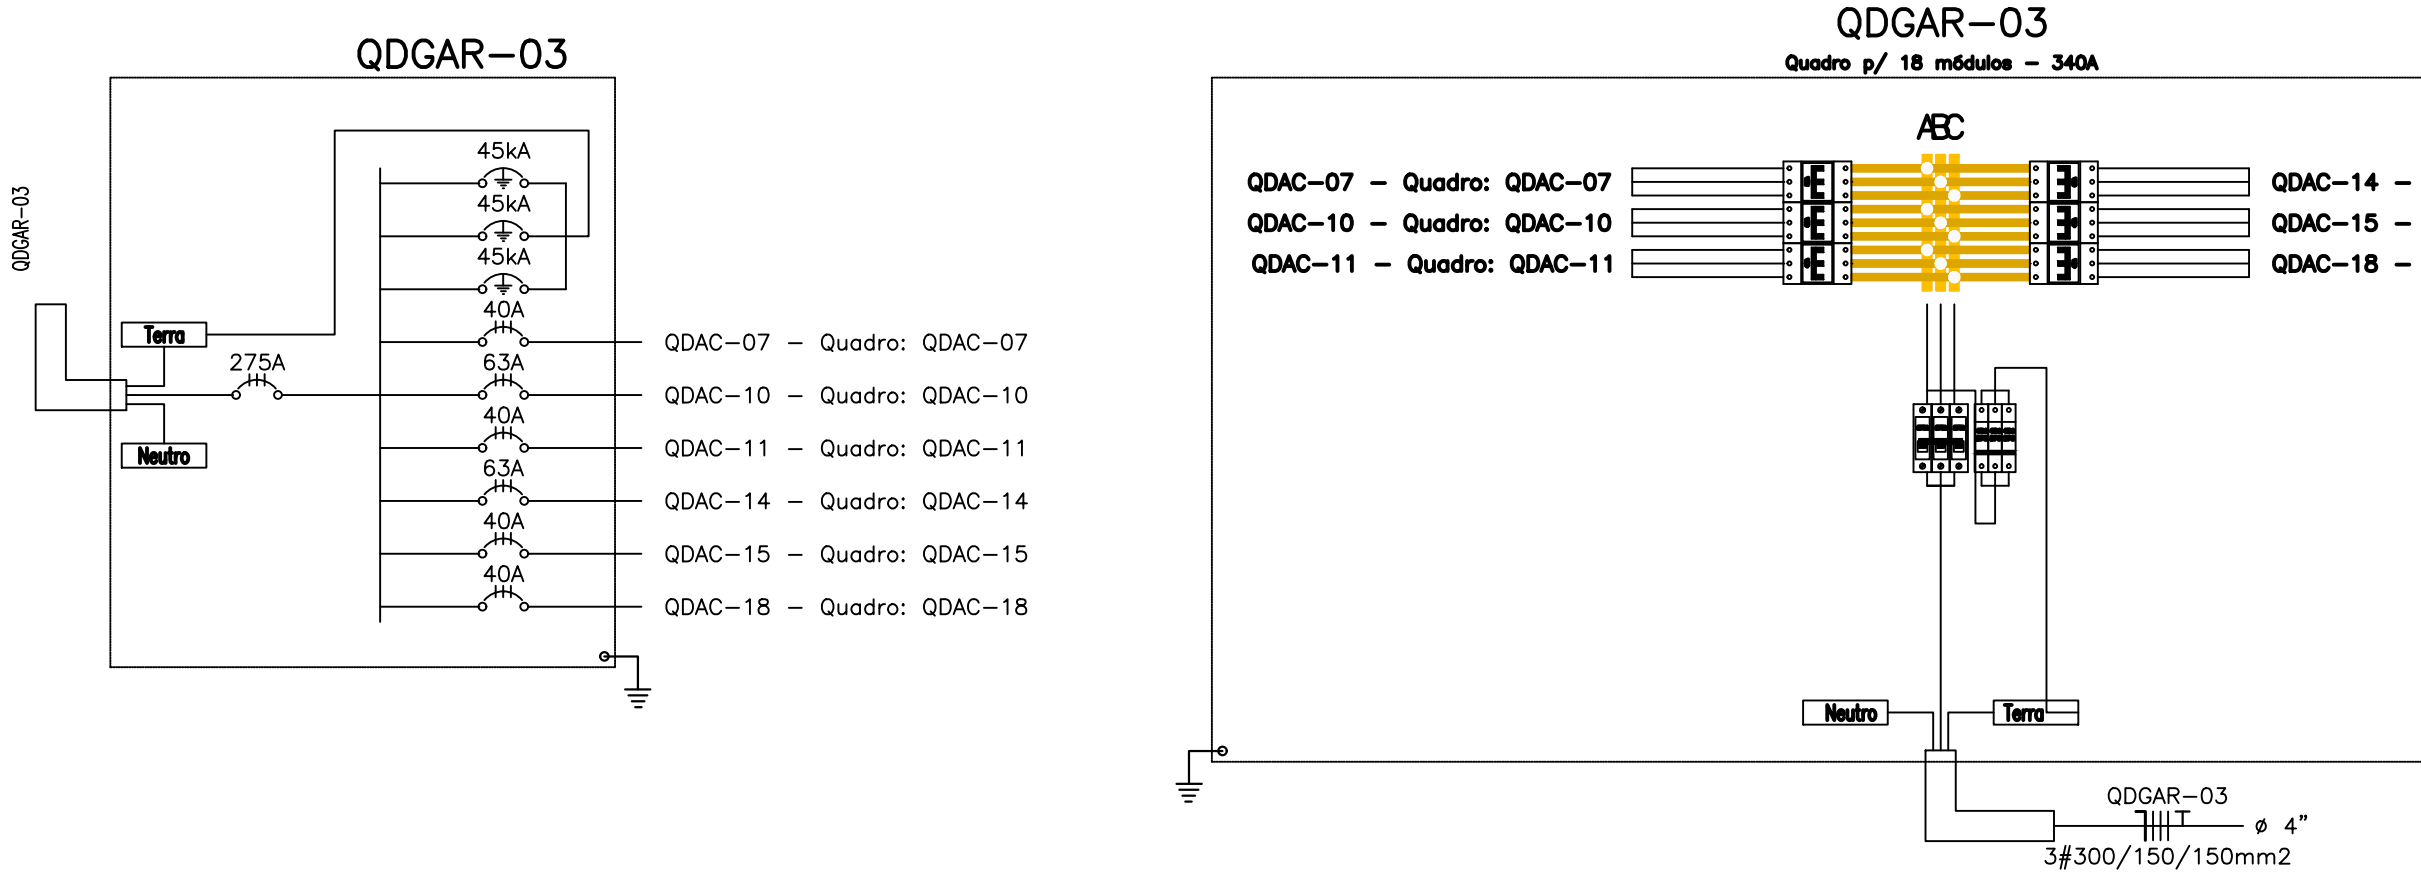 QDGAR-03
QDGAR-03
45kA
45kA
45kA
40A
Terra
QDAC-07 - Quadro: QDAC-07
275A
63A
QDAC-10 - Quadro: QDAC-10
40A
Neutro
QDAC-11 - Quadro: QDAC-11
63A
QDAC-14 - Quadro: QDAC-14
40A
QDAC-15 - Quadro: QDAC-15
40A
QDAC-18 - Quadro: QDAC-18
QDGAR-03
Quadro p/ 18 módulos - 340A
ABC
QDAC-07 - Quadro: QDAC-07
QDAC-14 -
QDAC-10 - Quadro: QDAC-10
QDAC-15 -
QDAC-11 - Quadro: QDAC-11
QDAC-18 -
Neutro
Terra
QDGAR-03
ø 4"
3#300/150/150mm2